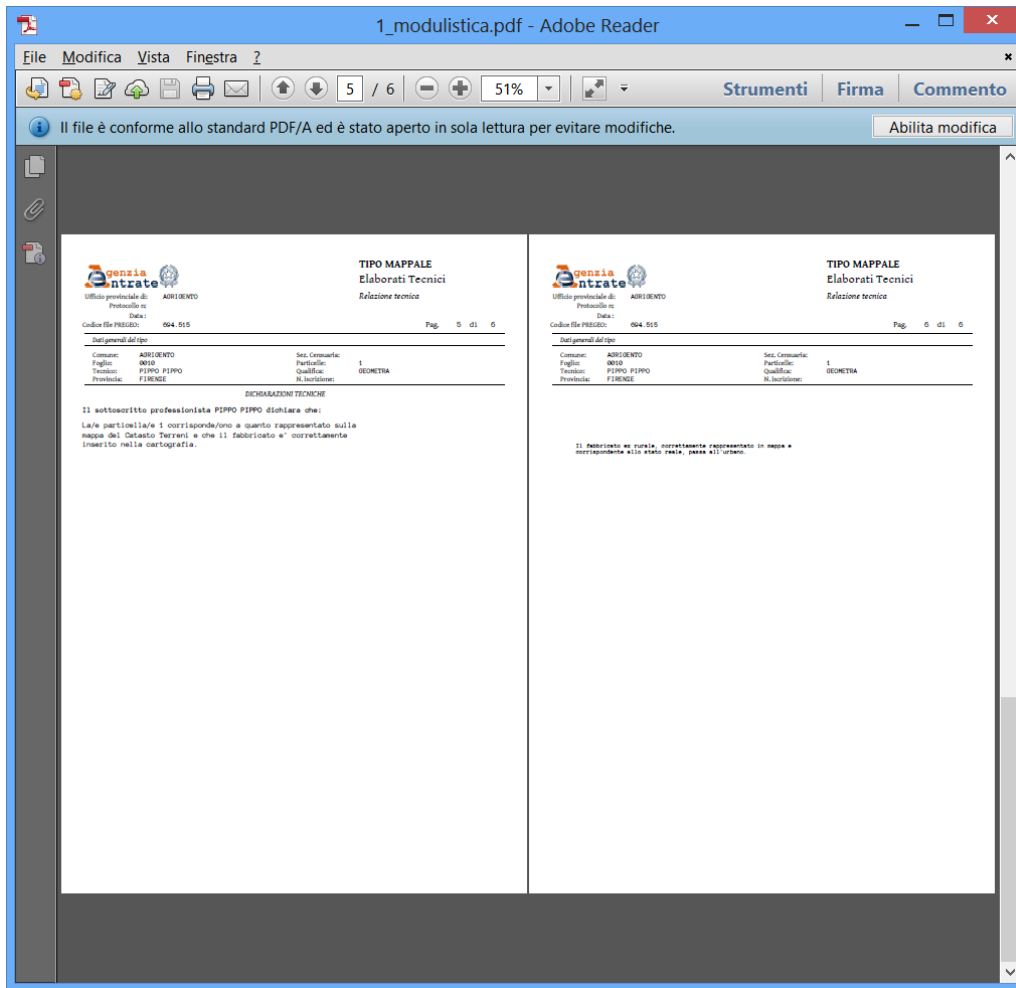 1_modulistica.pdf - Adobe Reader
File Modifica Vista Finestra ?
5 / 6 51% Strumenti Firma Commento
Il file è conforme allo standard PDF/A ed è stato aperto in sola lettura per evitare modifiche. Abilita modifica
Agenzia
Entrate
TIPO MAPPALE
Elaborati Tecnici
Relazione tecnica
Ufficio provinciale di: AGRIGENTO
Protocollo n:
Data :
Codice file PREGEO: 694.515 Pag. 5 di 6
Dati generali del tipo
Comune: AGRIGENTO Sez. Censuaria:
Foglio: 0010 Particelle: 1
Tecnico: PIPPO PIPPO Qualifica: GEOMETRA
Provincia: FIRENZE N. iscrizione:
DICHIARAZIONI TECNICHE
Il sottoscritto professionista PIPPO PIPPO dichiara che:
La/e particella/e 1 corrisponde/ono a quanto rappresentato sulla
mappa del Catasto Terreni e che il fabbricato e' correttamente
inserito nella cartografia.
Agenzia
Entrate
TIPO MAPPALE
Elaborati Tecnici
Relazione tecnica
Ufficio provinciale di: AGRIGENTO
Protocollo n:
Data :
Codice file PREGEO: 694.515 Pag. 6 di 6
Dati generali del tipo
Comune: AGRIGENTO Sez. Censuaria:
Foglio: 0010 Particelle: 1
Tecnico: PIPPO PIPPO Qualifica: GEOMETRA
Provincia: FIRENZE N. iscrizione:
Il fabbricato ex rurale, correttamente rappresentato in mappa e
corrispondente allo stato reale, passa all'urbano.